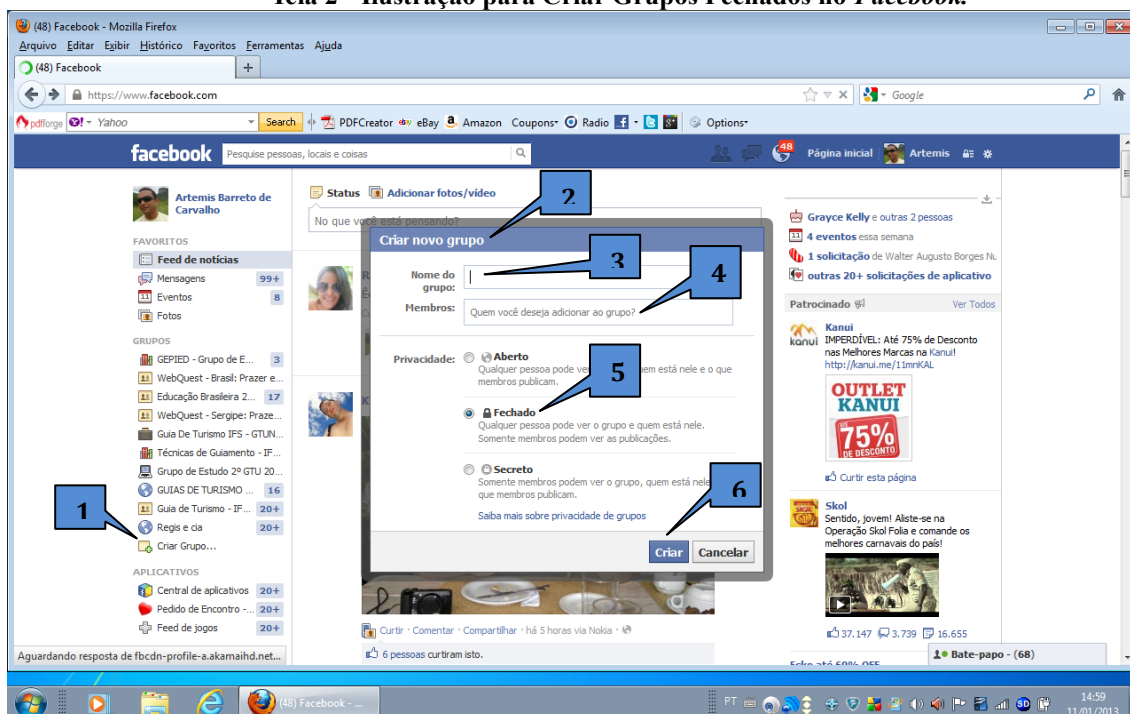 Tela 2 - Ilustração para Criar Grupos Fechados no Facebook.
(48) Facebook - Mozilla Firefox
Arquivo Editar Exibir Histórico Favoritos Ferramentas Ajuda
(48) Facebook
https://www.facebook.com
Google
pdfforge Yahoo Search PDFCreator eBay Amazon Coupons Radio Options
facebook
Pesquise pessoas, locais e coisas
48
Página inicial Artemis
Artemis Barreto de
Carvalho
FAVORITOS
Feed de notícias
Mensagens 99+
Eventos 8
Fotos
GRUPOS
GEPIED - Grupo de E... 3
WebQuest - Brasil: Prazer e...
Educação Brasileira 2... 17
WebQuest - Sergipe: Praze...
Guia De Turismo IFS - GTUN...
Técnicas de Guiamento - IF...
Grupo de Estudo 2º GTU 20...
GUIAS DE TURISMO ... 16
Guia de Turismo - IF... 20+
Regis e cia 20+
Criar Grupo...
APLICATIVOS
Central de aplicativos 20+
Pedido de Encontro -... 20+
Feed de jogos 20+
Aguardando resposta de fbcdn-profile-a.akamaihd.net...
1
Status Adicionar fotos/vídeo
No que você está pensando?
2
Criar novo grupo
Nome do
grupo:
3
Membros: Quem você deseja adicionar ao grupo?
4
Privacidade:
Aberto
Qualquer pessoa pode ver quem está nele e o que
membros publicam.
5
Fechado
Qualquer pessoa pode ver o grupo e quem está nele.
Somente membros podem ver as publicações.
Secreto
Somente membros podem ver o grupo, quem está nele
que membros publicam.
6
Saiba mais sobre privacidade de grupos
Criar Cancelar
Curtir · Comentar · Compartilhar · há 5 horas via Nokia ·
6 pessoas curtiram isto.
Grayce Kelly e outras 2 pessoas
4 eventos essa semana
1 solicitação de Walter Augusto Borges Nu
outras 20+ solicitações de aplicativo
Patrocinado Ver Todos
Kanui
kanui
IMPERDÍVEL: Até 75% de Desconto
nas Melhores Marcas na Kanui!
http://kanui.me/11mnKAL
OUTLET
KANUI
ATÉ
75%
DE DESCONTO
Curtir esta página
Skol
Sentido, jovem! Aliste-se na
Operação Skol Folia e comande os
melhores carnavais do país!
37.147 3.739 16.655
Bate-papo - (68)
(48) Facebook - ...
PT
14:59
11/01/2013